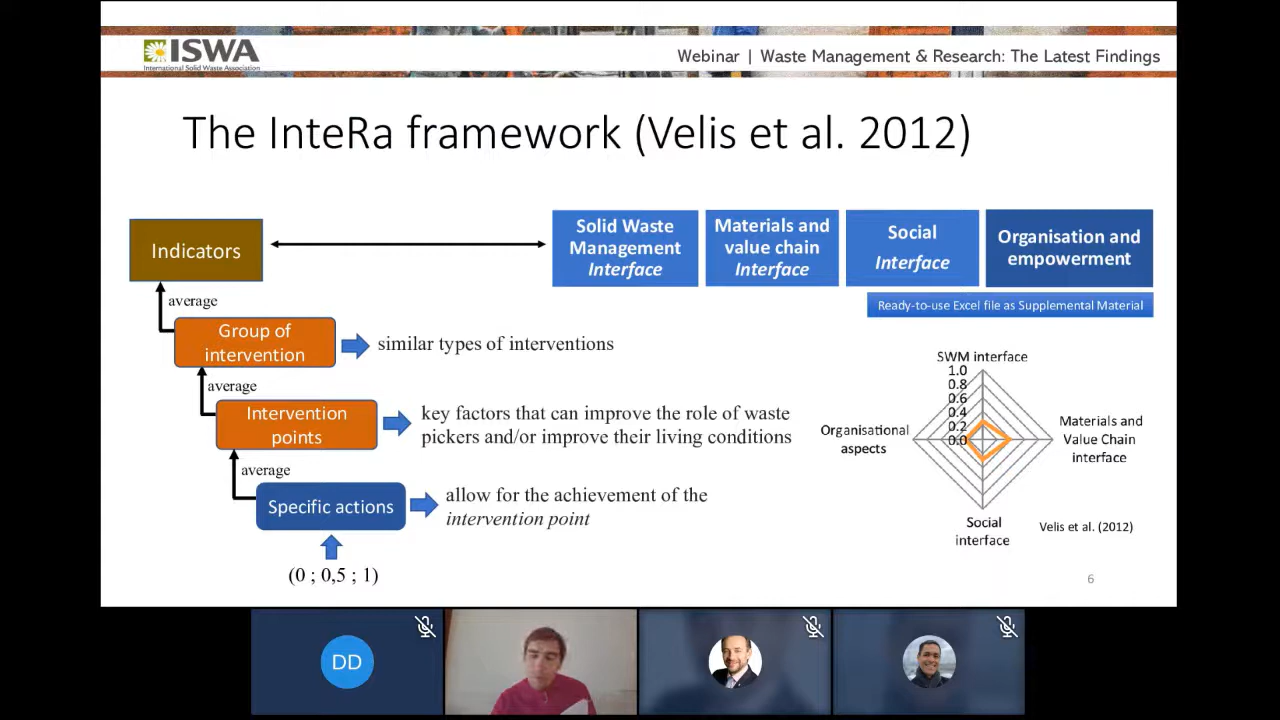 ISWA
International Solid Waste Association
Webinar | Waste Management & Research: The Latest Findings
The InteRa framework (Velis et al. 2012)
Indicators
Solid Waste
Management
Interface
Materials and
value chain
Interface
Social
Interface
Organisation and
empowerment
Ready-to-use Excel file as Supplemental Material
average
Group of
intervention
similar types of interventions
average
Intervention
points
key factors that can improve the role of waste
pickers and/or improve their living conditions
average
Specific actions
allow for the achievement of the
intervention point
(0 ; 0,5 ; 1)
SWM interface
1.0
0.8
0.6
0.4
0.2
0.0
Organisational
aspects
Materials and
Value Chain
interface
Social
interface
Velis et al. (2012)
6
DD